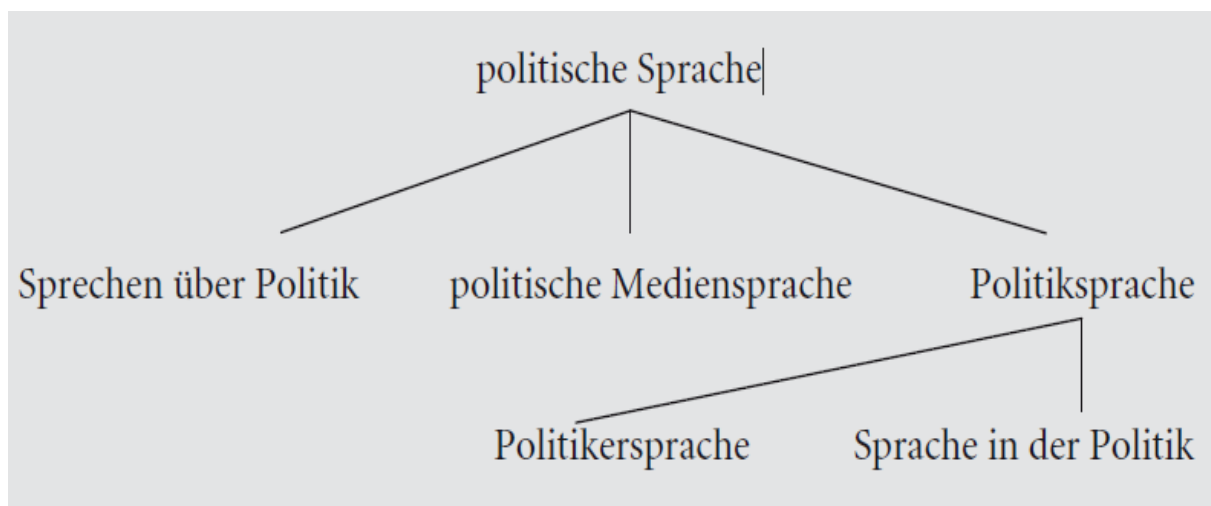 politische Sprache
Sprechen über Politik politische Mediensprache Politiksprache
Politikersprache Sprache in der Politik